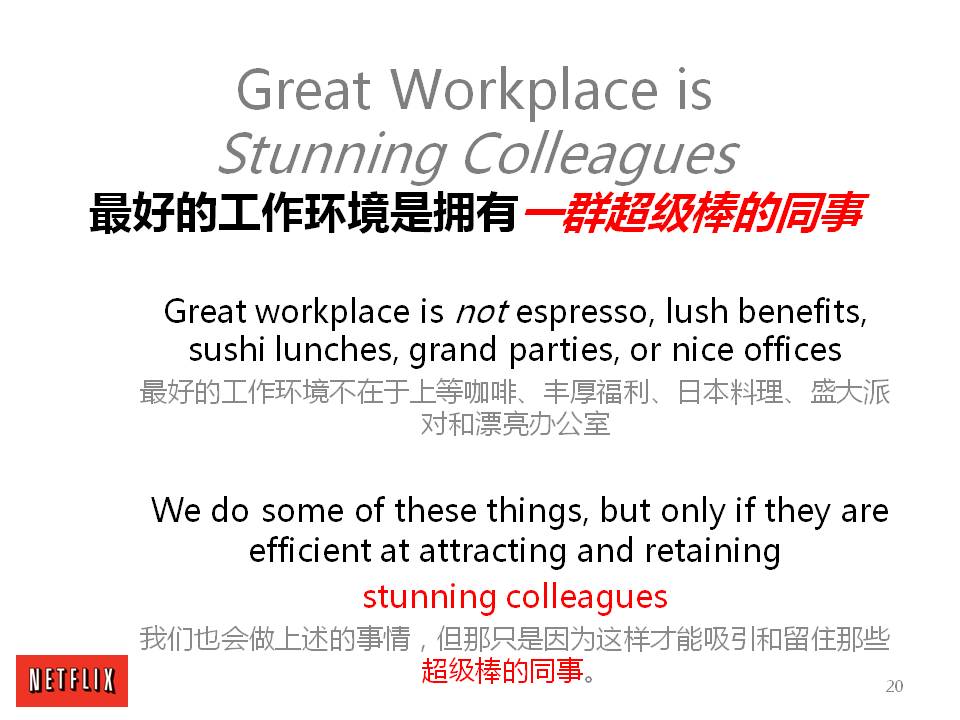 Great Workplace is
Stunning Colleagues
最好的工作环境是拥有一群超级棒的同事
Great workplace is not espresso, lush benefits,
sushi lunches, grand parties, or nice offices
最好的工作环境不在于上等咖啡、丰厚福利、日本料理、盛大派
对和漂亮办公室
We do some of these things, but only if they are
efficient at attracting and retaining
stunning colleagues
我们也会做上述的事情，但那只是因为这样才能吸引和留住那些
超级棒的同事。
NETFLIX
20